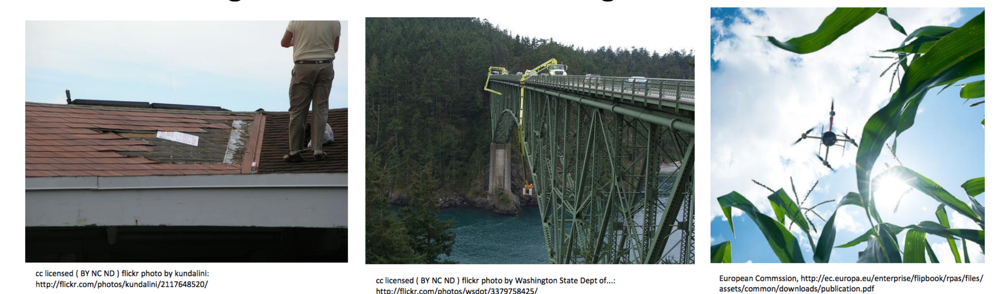 cc licensed ( BY NC ND ) flickr photo by kundalini:
http://flickr.com/photos/kundalini/2117648520/
cc licensed ( BY NC ND ) flickr photo by Washington State Dept of...:
http://flickr.com/photos/wsdot/3379758425/
European Commssion, http://ec.europa.eu/enterprise/flipbook/rpas/files/
assets/common/downloads/publication.pdf